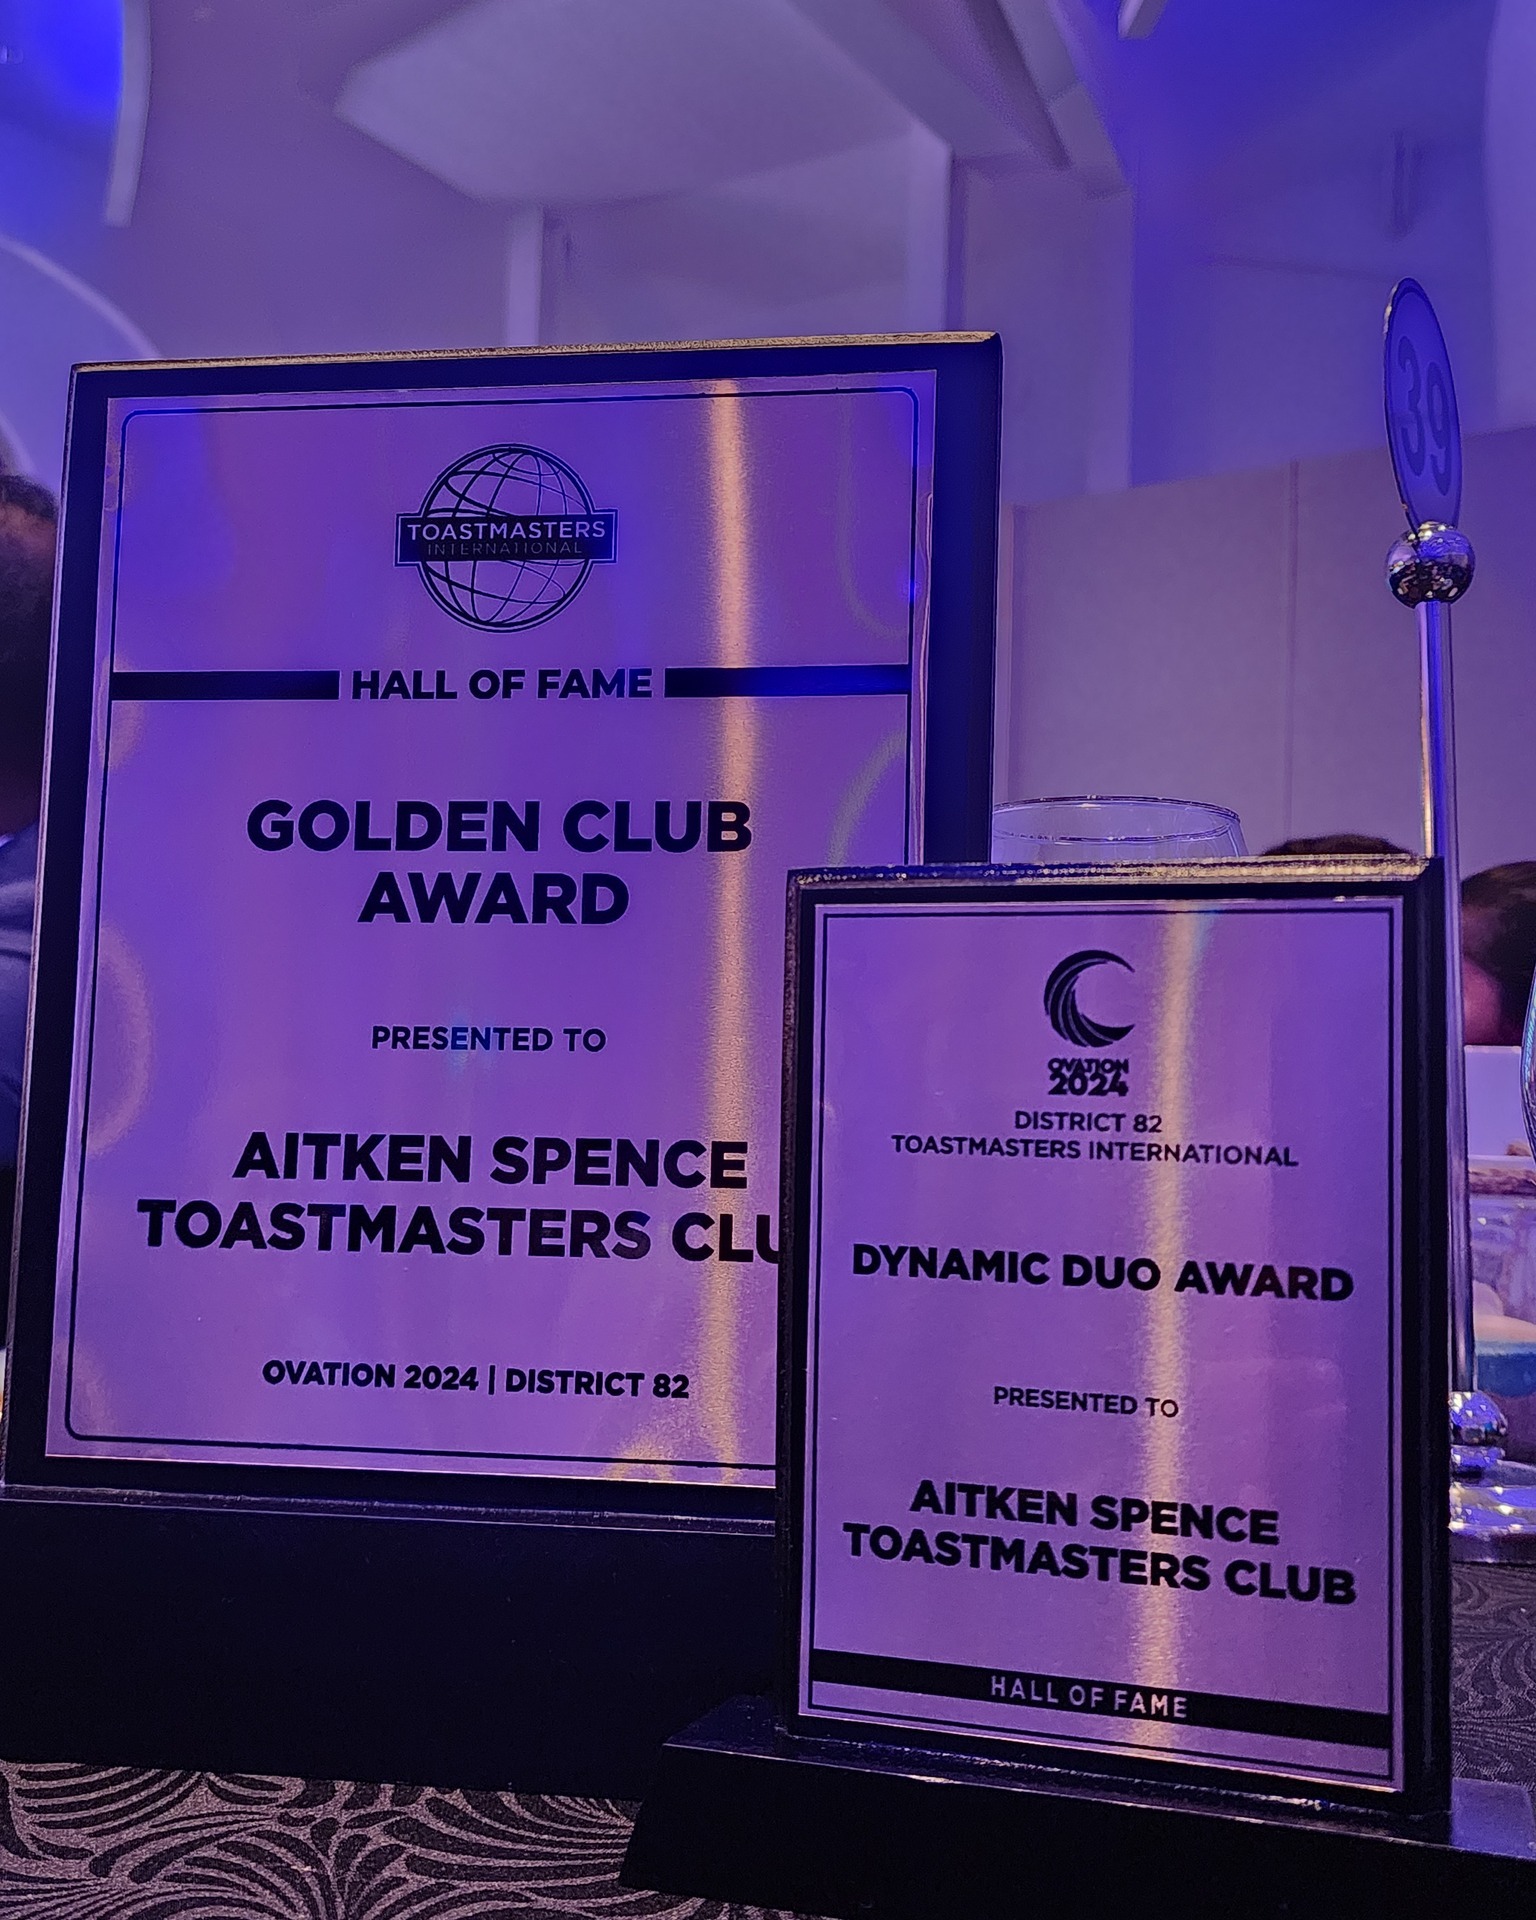 TOASTMASTERS
INTERNATIONAL
HALL OF FAME
GOLDEN CLUB
AWARD
PRESENTED TO
AITKEN SPENCE
TOASTMASTERS CLU
OVATION 2024 | DISTRICT 82
39
OVATION
2024
DISTRICT 82
TOASTMASTERS INTERNATIONAL
DYNAMIC DUO AWARD
PRESENTED TO
AITKEN SPENCE
TOASTMASTERS CLUB
HALL OF FAME